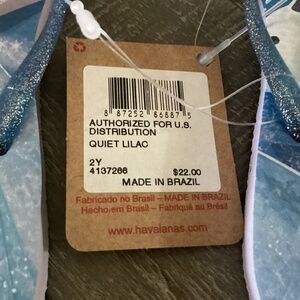 8 87252 86887 5
AUTHORIZED FOR U.S.
DISTRIBUTION
QUIET LILAC
2Y
4137266 $22.00
MADE IN BRAZIL
Fabricado no Brasil – MADE IN BRAZIL
Hecho en Brasil – Fabriqué au Brésil
www.havaianas.com